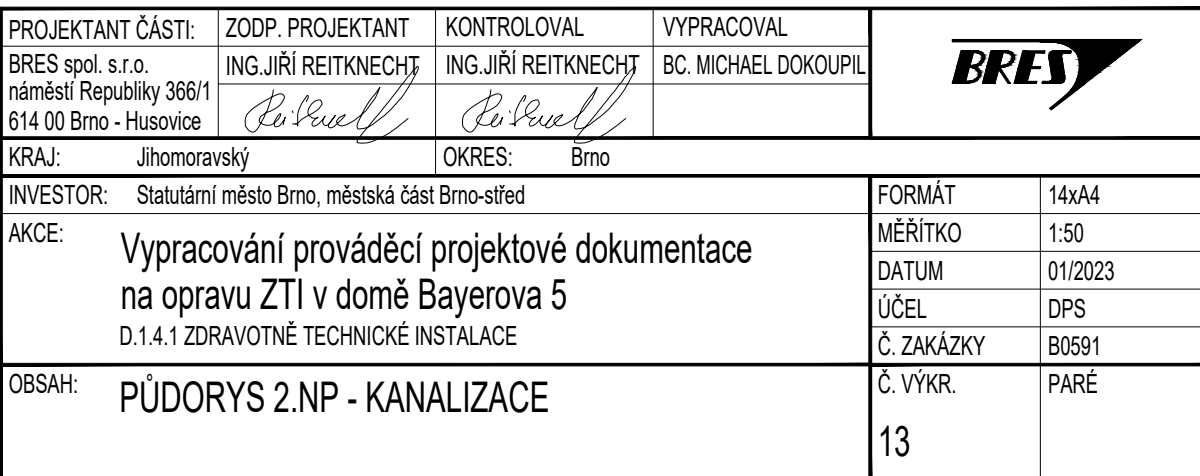 PROJEKTANT ČÁSTI: ZODP. PROJEKTANT KONTROLOVAL VYPRACOVAL
BRES spol. s.r.o. ING.JIŘÍ REITKNECHT ING.JIŘÍ REITKNECHT BC. MICHAEL DOKOUPIL
náměstí Republiky 366/1
614 00 Brno - Husovice
BRES
KRAJ: Jihomoravský OKRES: Brno
INVESTOR: Statutární město Brno, městská část Brno-střed
AKCE: Vypracování prováděcí projektové dokumentace
na opravu ZTI v domě Bayerova 5
D.1.4.1 ZDRAVOTNĚ TECHNICKÉ INSTALACE
FORMÁT 14xA4
MĚŘÍTKO 1:50
DATUM 01/2023
ÚČEL DPS
Č. ZAKÁZKY B0591
OBSAH: PŮDORYS 2.NP - KANALIZACE
Č. VÝKR. PARÉ
13